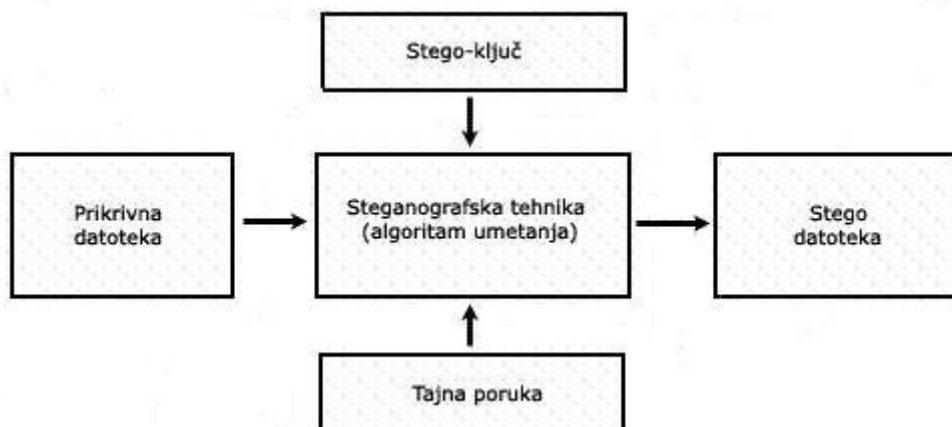 Stego-ključ
Prikrivna
datoteka
Steganografska tehnika
(algoritam umetanja)
Stego
datoteka
Tajna poruka